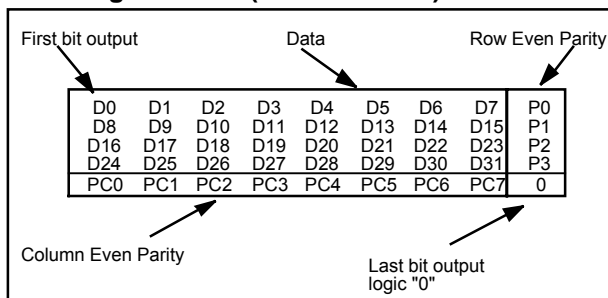 First bit output Data Row Even Parity
D0 D1 D2 D3 D4 D5 D6 D7 P0
D8 D9 D10 D11 D12 D13 D14 D15 P1
D16 D17 D18 D19 D20 D21 D22 D23 P2
D24 D25 D26 D27 D28 D29 D30 D31 P3
PC0 PC1 PC2 PC3 PC4 PC5 PC6 PC7 0
Column Even Parity
Last bit output
logic "0"